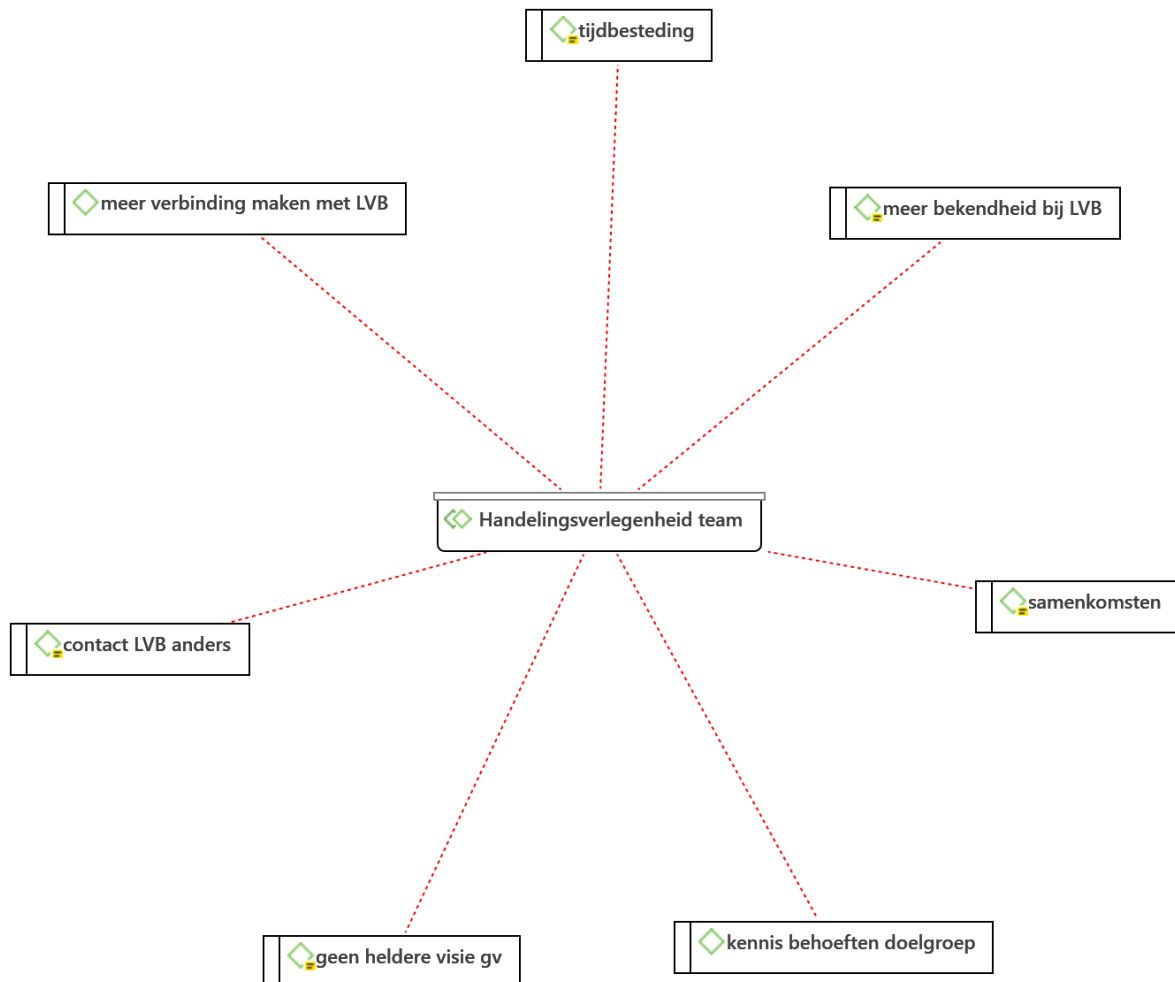 tijdbesteding
meer verbinding maken met LVB
meer bekendheid bij LVB
Handelingsverlegenheid team
samenkomsten
contact LVB anders
kennis behoeften doelgroep
geen heldere visie gv